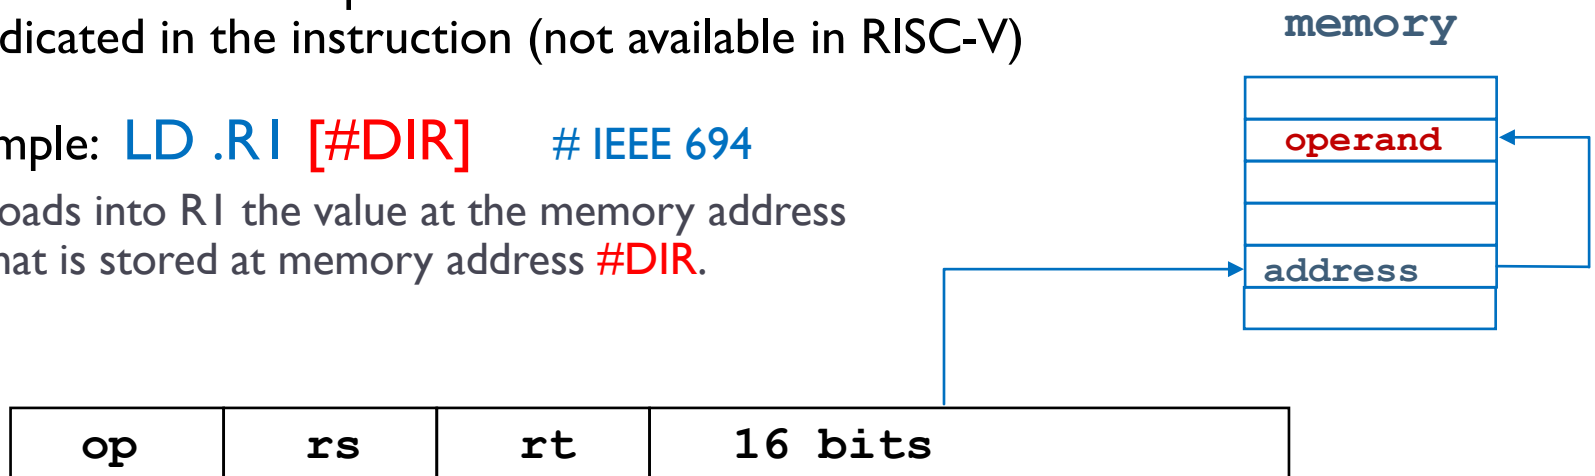 dicated in the instruction (not available in RISC-V)
memory
mple: LD .R1 [#DIR] # IEEE 694
operand
oads into R1 the value at the memory address
hat is stored at memory address #DIR.
address
op rs rt 16 bits